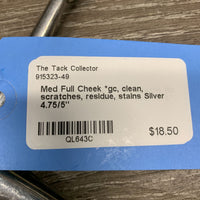 The Tack Collector
915323-49
Med Full Cheek *gc, clean,
scratches, residue, stains Silver
4.75/5"
$18.50
QL643C